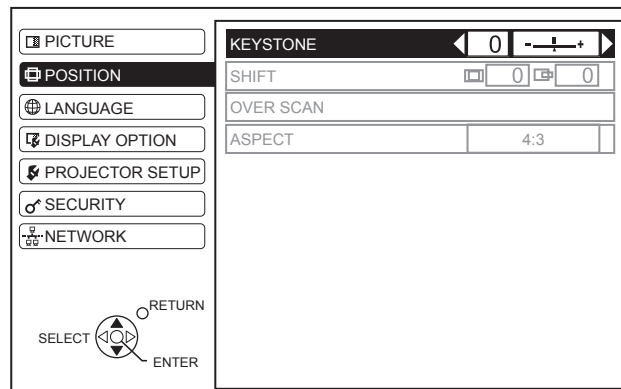 PICTURE
POSITION
LANGUAGE
DISPLAY OPTION
PROJECTOR SETUP
SECURITY
NETWORK
RETURN
SELECT
ENTER
KEYSTONE 0 - +
SHIFT 0 0
OVER SCAN
ASPECT 4:3